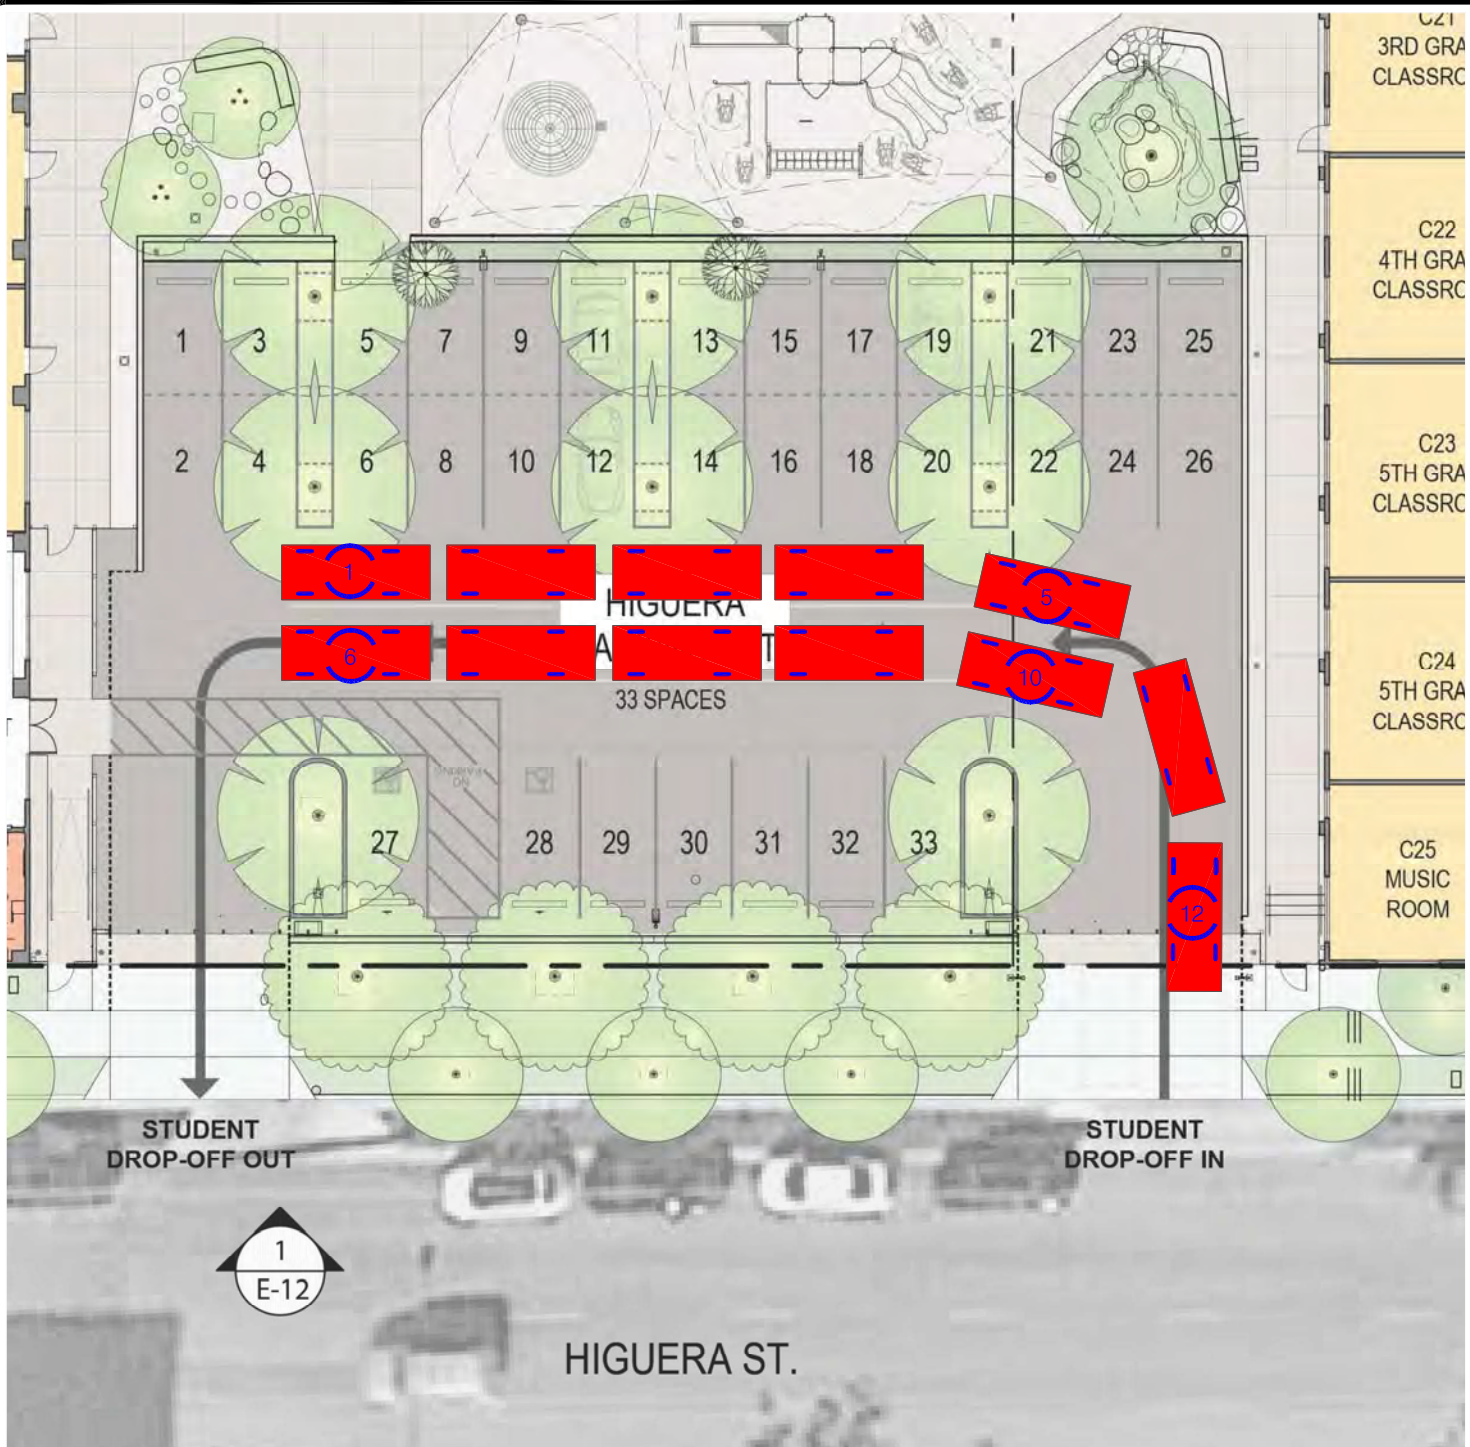 C21
3RD GRA
CLASSRO
C22
4TH GRA
CLASSRO
1 3 5 7 9 11 13 15 17 19 21 23 25
2 4 6 8 10 12 14 16 18 20 22 24 26
C23
5TH GRA
CLASSRO
1
5
HIGUERA
6
A T
10
33 SPACES
C24
5TH GRA
CLASSRO
NO
PARKING
27 28 29 30 31 32 33
C25
MUSIC
ROOM
12
STUDENT
DROP-OFF OUT
STUDENT
DROP-OFF IN
1
E-12
HIGUERA ST.